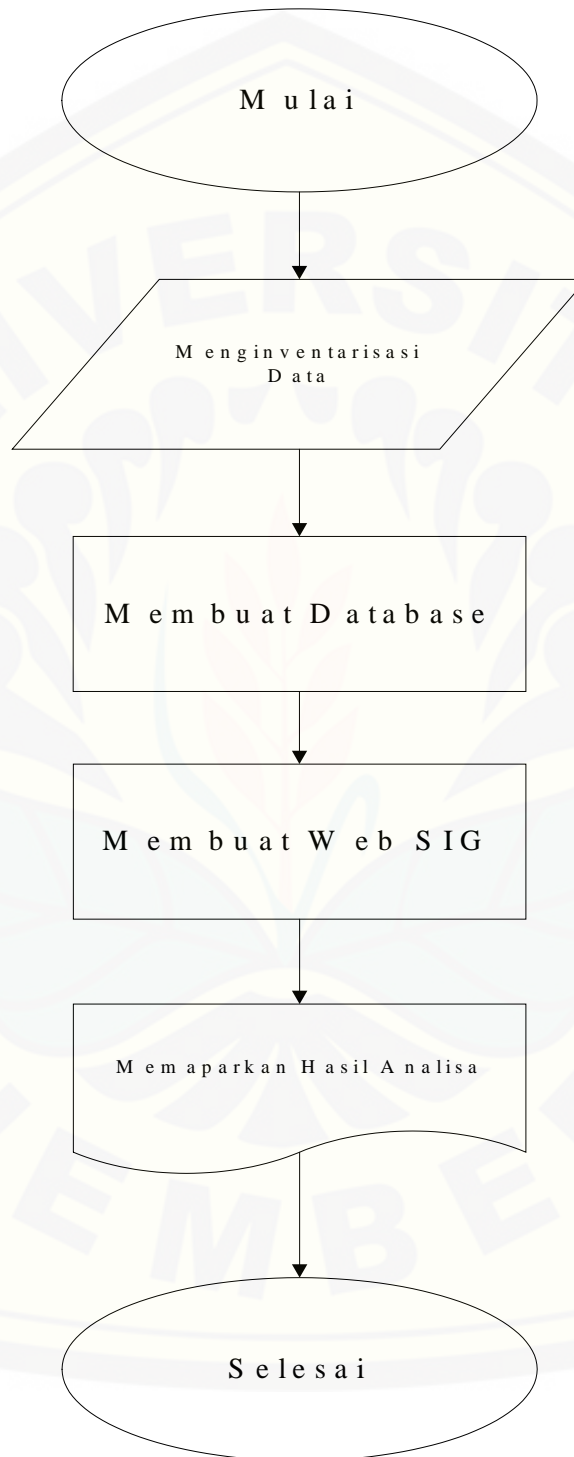 Mulai
Menginventarisasi
Data
Membuat Database
Membuat Web SIG
Memaparkan Hasil Analisa
Selesai